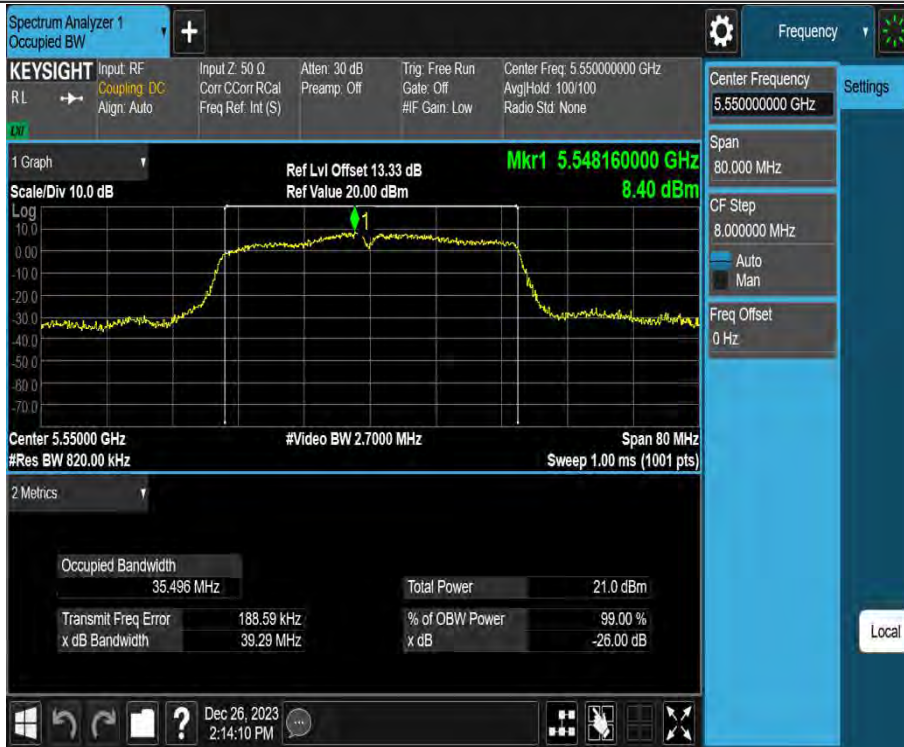 Spectrum Analyzer 1
Occupied BW
+
Frequency
KEYSIGHT
RL
Input: RF
Coupling: DC
Align: Auto
Input Z: 50 Ω
Corr CCorr RCal
Freq Ref: Int (S)
Atten: 30 dB
Preamp: Off
Trig: Free Run
Gate: Off
#IF Gain: Low
Center Freq: 5.550000000 GHz
Avg|Hold: 100/100
Radio Std: None
LXI
1 Graph
Scale/Div 10.0 dB
Ref Lvl Offset 13.33 dB
Ref Value 20.00 dBm
Mkr1 5.548160000 GHz
8.40 dBm
Log
10.0
0.00
-10.0
-20.0
-30.0
-40.0
-50.0
-60.0
-70.0
1
Center 5.55000 GHz
#Res BW 820.00 kHz
#Video BW 2.7000 MHz
Span 80 MHz
Sweep 1.00 ms (1001 pts)
2 Metrics
Occupied Bandwidth
35.496 MHz
Total Power 21.0 dBm
Transmit Freq Error 188.59 kHz
% of OBW Power 99.00 %
x dB Bandwidth 39.29 MHz
x dB -26.00 dB
Center Frequency
5.550000000 GHz
Settings
Span
80.000 MHz
CF Step
8.000000 MHz
Auto
Man
Freq Offset
0 Hz
Local
?
Dec 26, 2023
2:14:10 PM